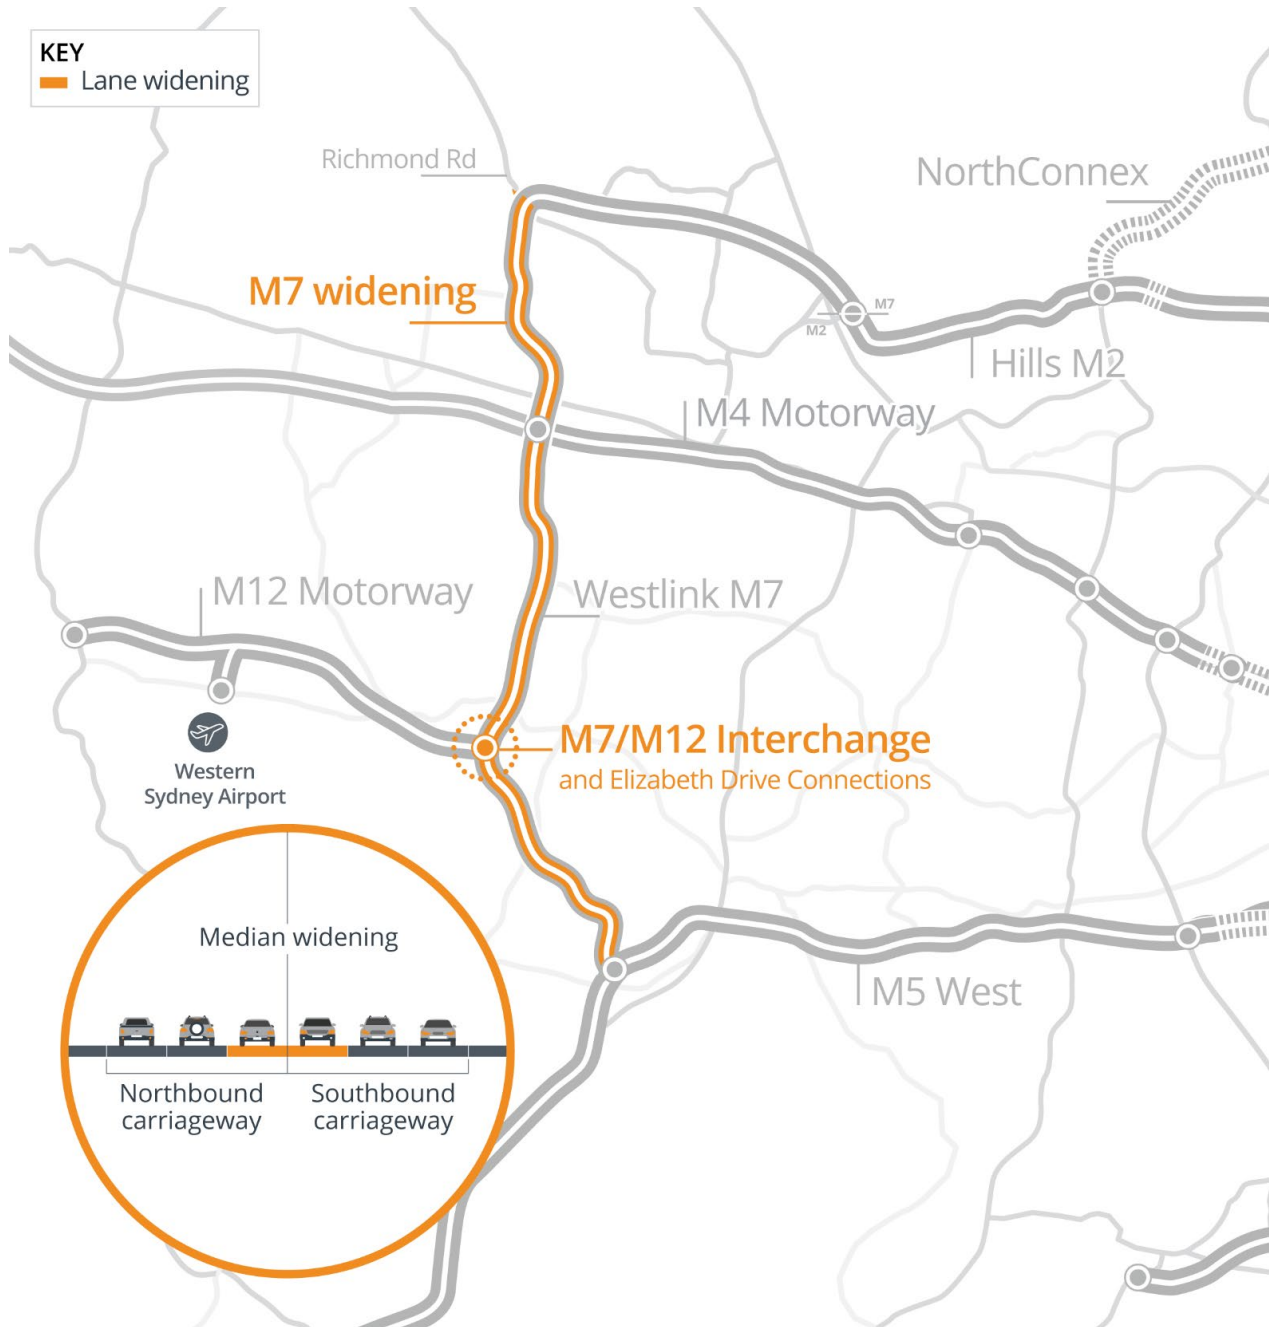 KEY
Lane widening
Richmond Rd
NorthConnex
M7 widening
M7
M2
Hills M2
M4 Motorway
M12 Motorway
Westlink M7
M7/M12 Interchange
and Elizabeth Drive Connections
Western
Sydney Airport
Median widening
M5 West
Northbound
carriageway
Southbound
carriageway